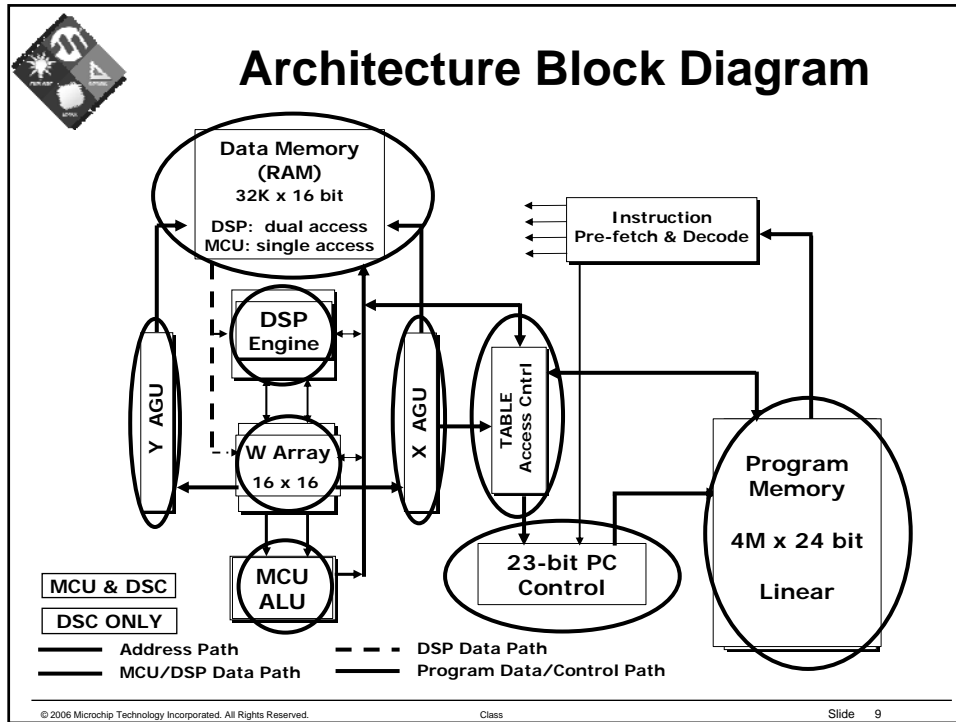 Architecture Block Diagram
Data Memory
(RAM)
32K x 16 bit
DSP: dual access
MCU: single access
Instruction
Pre-fetch & Decode
DSP
Engine
Y AGU
X AGU
TABLE
Access Cntrl
W Array
16 x 16
Program
Memory
4M x 24 bit
Linear
23-bit PC
Control
MCU
ALU
MCU & DSC
DSC ONLY
Address Path
DSP Data Path
MCU/DSP Data Path
Program Data/Control Path
© 2006 Microchip Technology Incorporated. All Rights Reserved.
Class
Slide 9